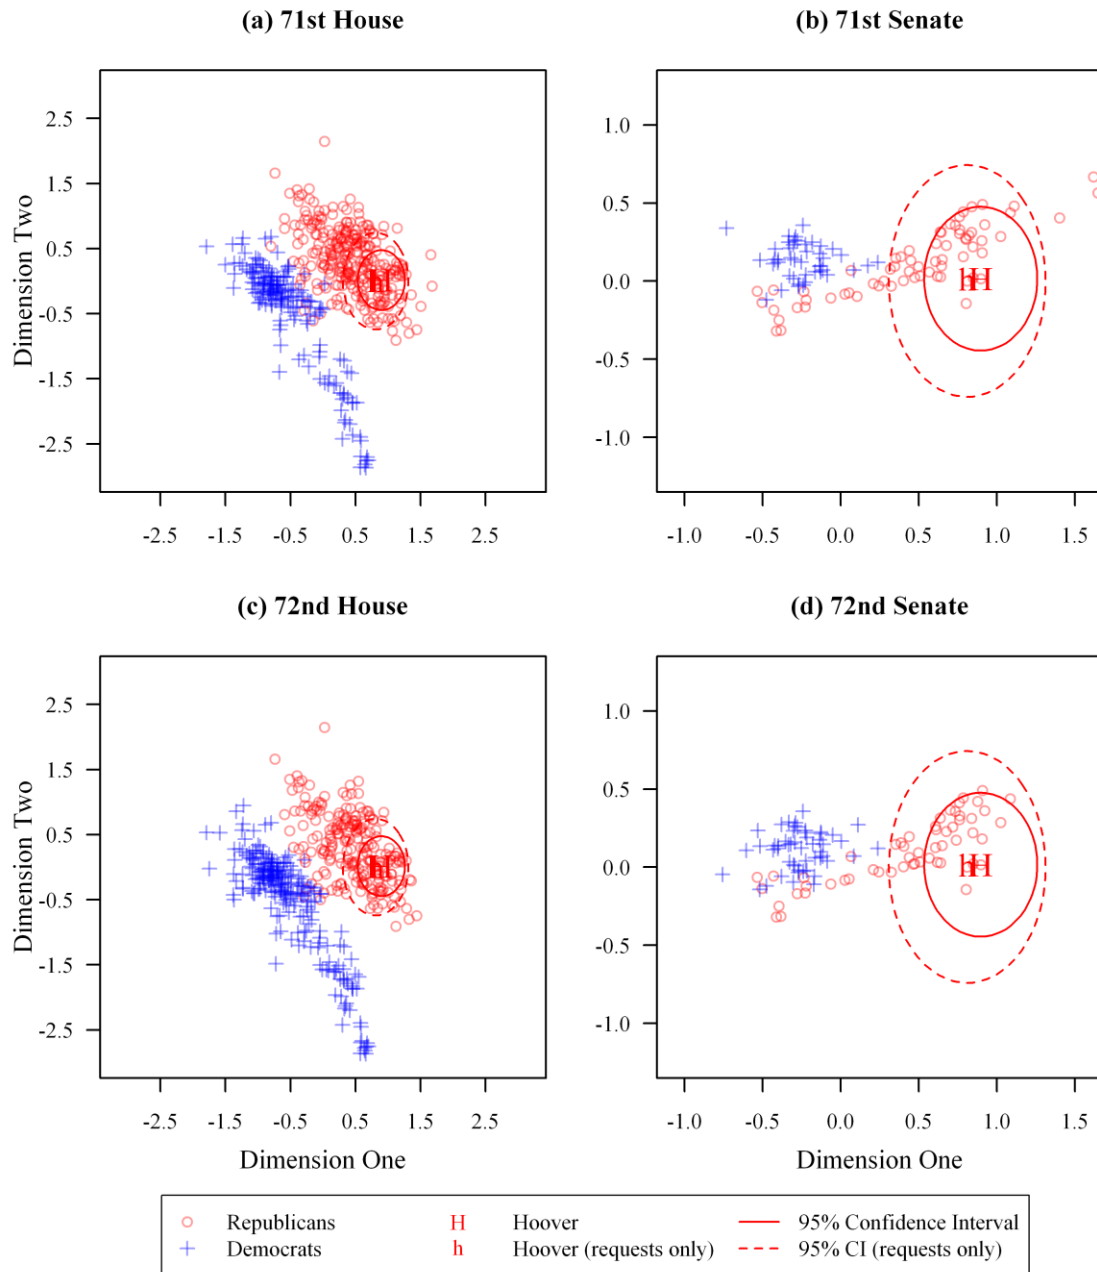 (a) 71st House
(b) 71st Senate
Dimension Two
2.5
1.5
0.5
-0.5
-1.5
-2.5
-2.5 -1.5 -0.5 0.5 1.5 2.5
h H
1.0
0.5
0.0
-0.5
-1.0
-1.0 -0.5 0.0 0.5 1.0 1.5
h H
(c) 72nd House
(d) 72nd Senate
Dimension Two
2.5
1.5
0.5
-0.5
-1.5
-2.5
-2.5 -1.5 -0.5 0.5 1.5 2.5
Dimension One
h H
1.0
0.5
0.0
-0.5
-1.0
-1.0 -0.5 0.0 0.5 1.0 1.5
Dimension One
h H
Republicans H Hoover 95% Confidence Interval
Democrats h Hoover (requests only) 95% CI (requests only)